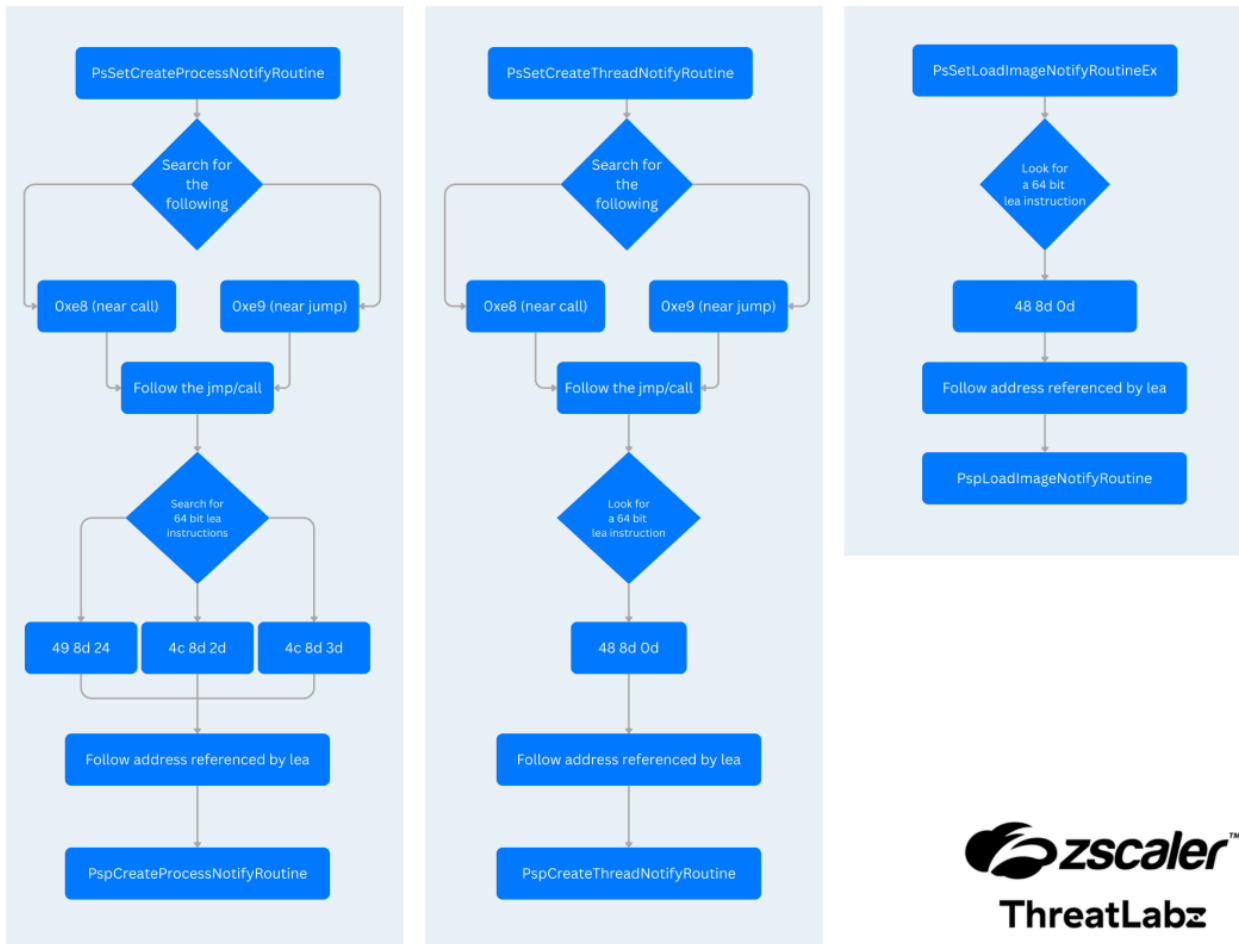 PsSetCreateProcessNotifyRoutine
Search for
the
following
0xe8 (near call)
0xe9 (near jump)
Follow the jmp/call
Search for
64 bit lea
instructions
49 8d 24
4c 8d 2d
4c 8d 3d
Follow address referenced by lea
PspCreateProcessNotifyRoutine
PsSetCreateThreadNotifyRoutine
Search for
the
following
0xe8 (near call)
0xe9 (near jump)
Follow the jmp/call
Look for
a 64 bit
lea instruction
48 8d 0d
Follow address referenced by lea
PspCreateThreadNotifyRoutine
PsSetLoadImageNotifyRoutineEx
Look for
a 64 bit
lea instruction
48 8d 0d
Follow address referenced by lea
PspLoadImageNotifyRoutine
zscaler™
ThreatLabz